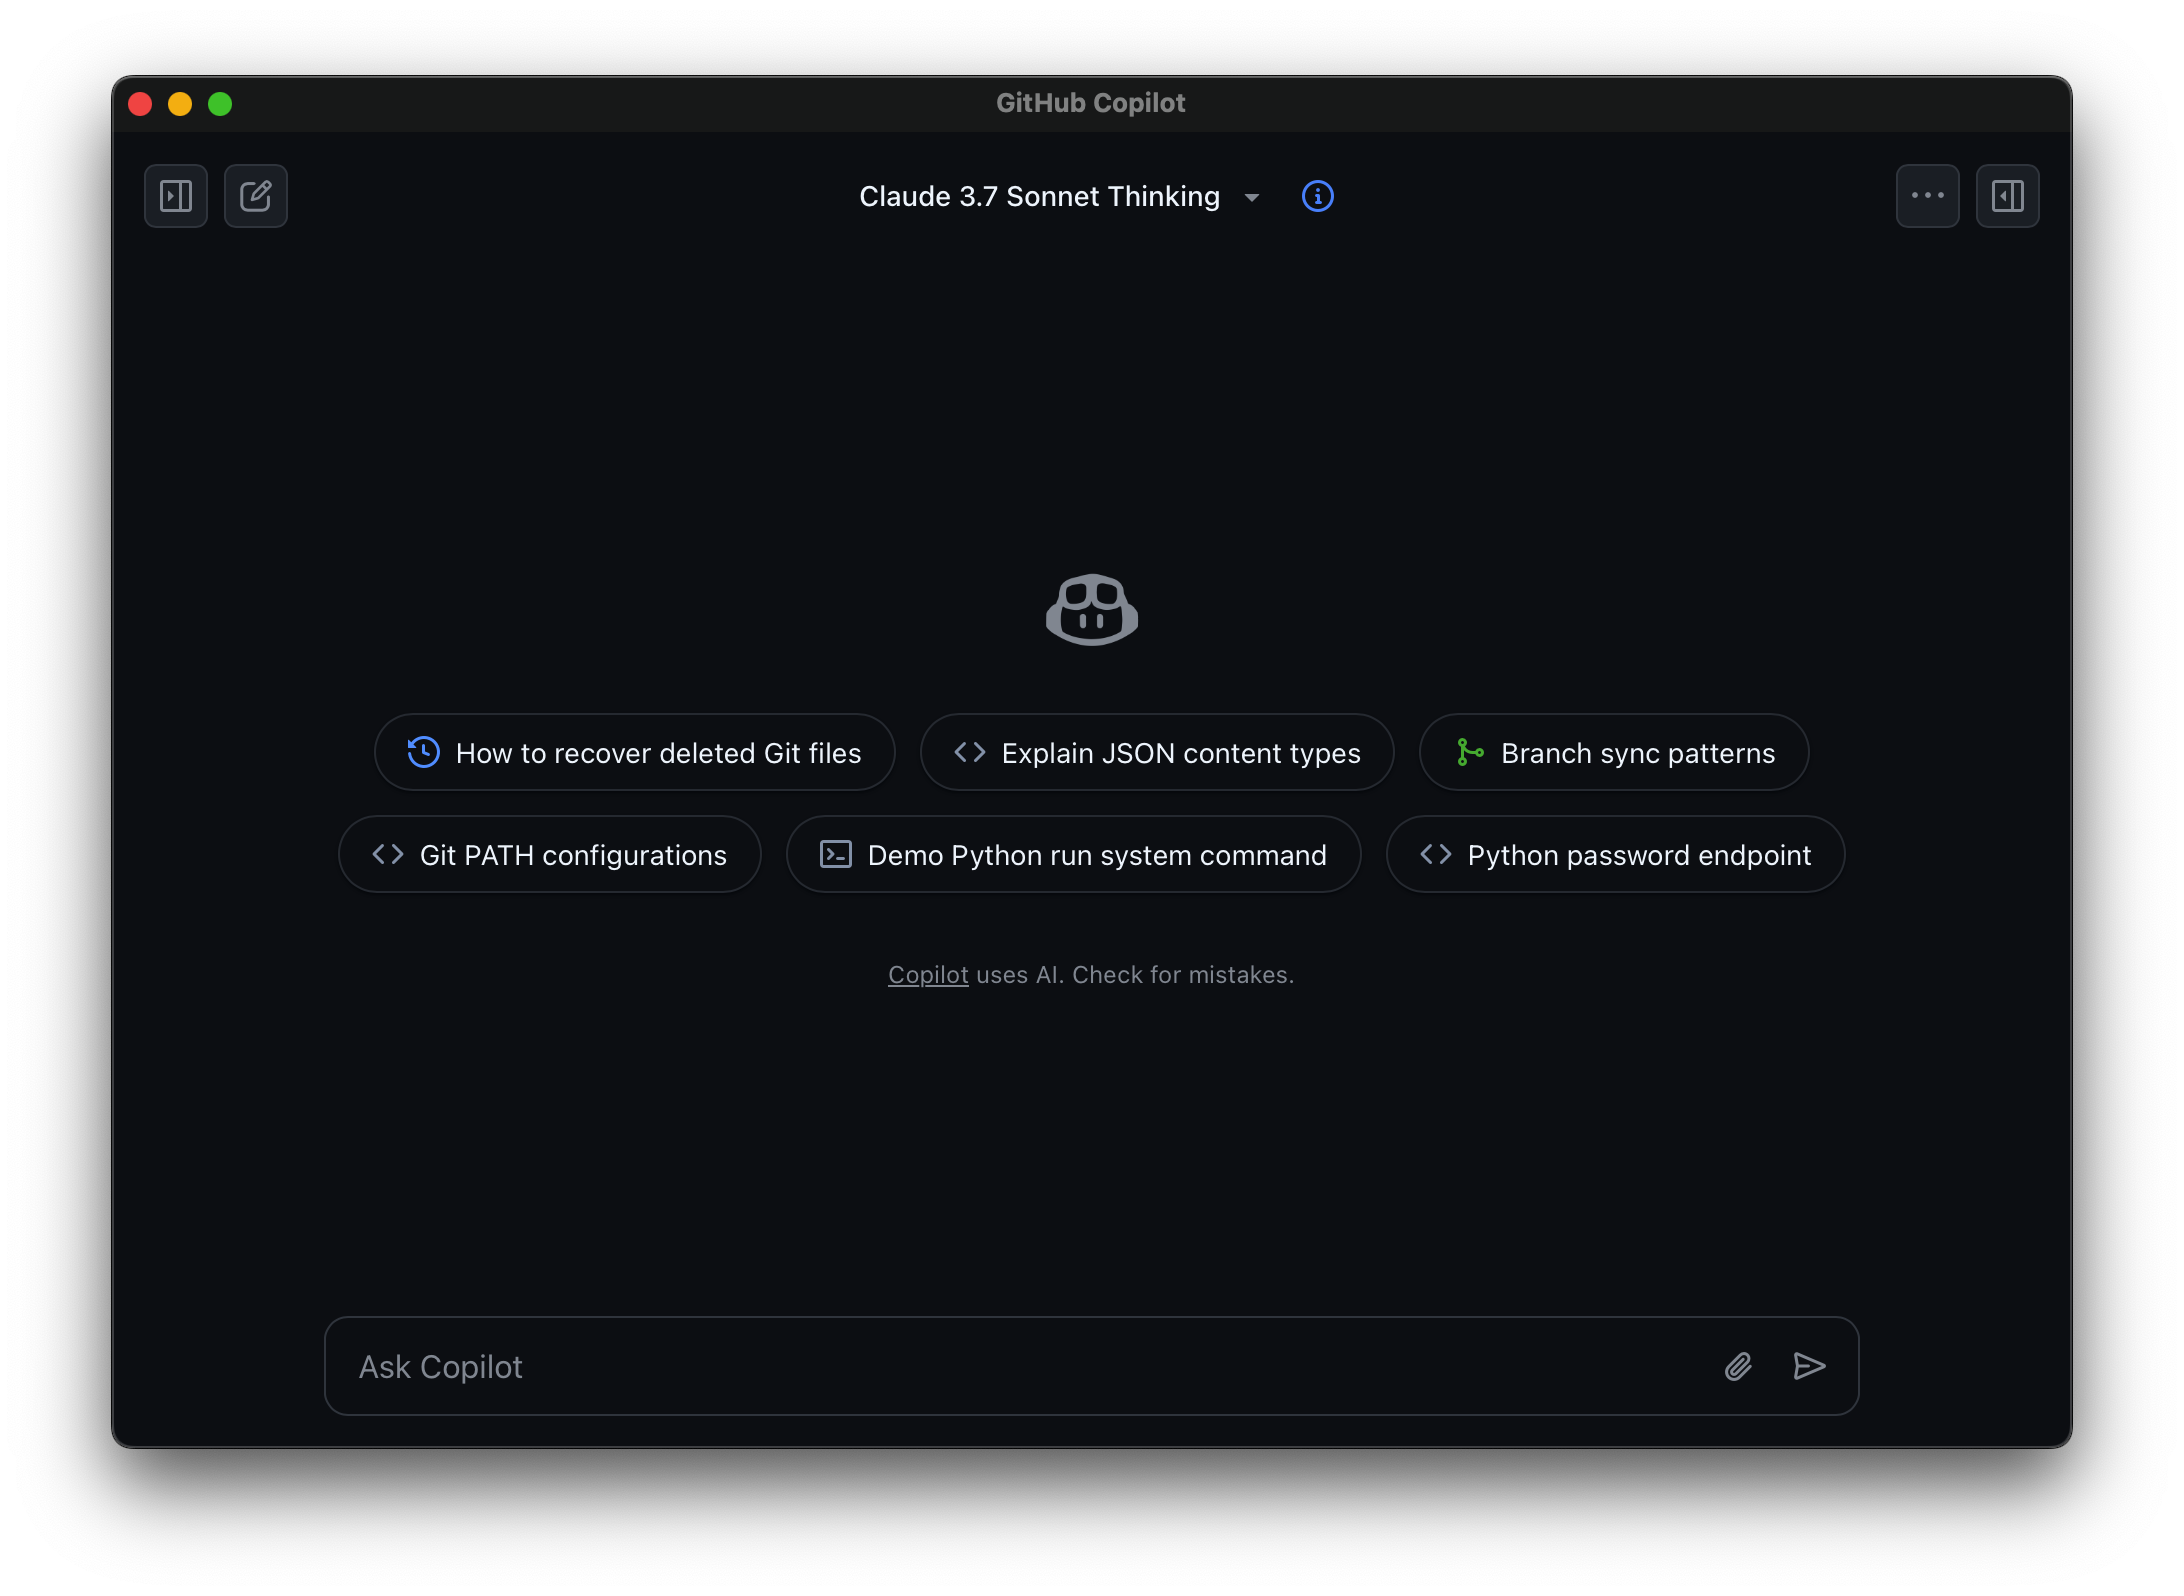 GitHub Copilot
Claude 3.7 Sonnet Thinking
How to recover deleted Git files
Explain JSON content types
Branch sync patterns
Git PATH configurations
Demo Python run system command
Python password endpoint
Copilot uses AI. Check for mistakes.
Ask Copilot